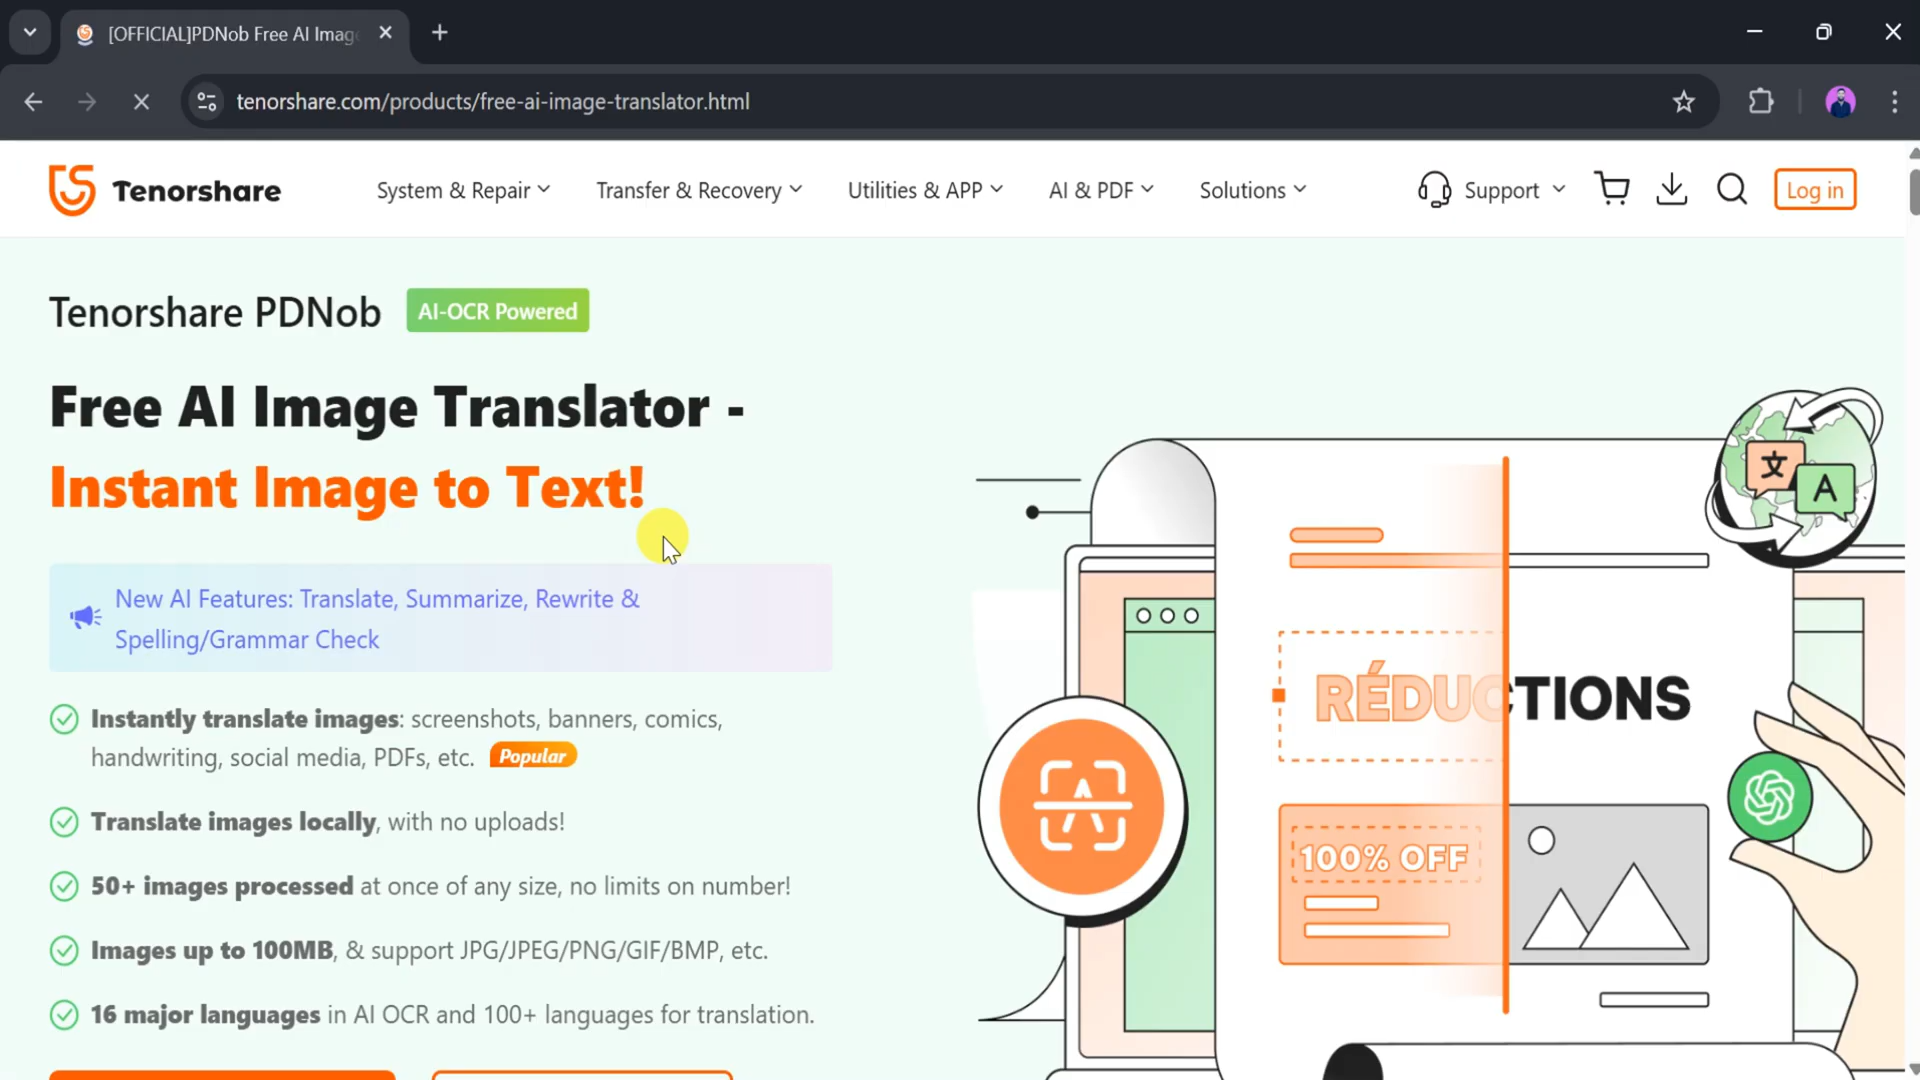 [OFFICIAL]PDNob Free AI Imag
tenorshare.com/products/free-ai-image-translator.html
Tenorshare
System & Repair
Transfer & Recovery
Utilities & APP
AI & PDF
Solutions
Support
Log in
Tenorshare PDNob
AI-OCR Powered
Free AI Image Translator -
Instant Image to Text!
New AI Features: Translate, Summarize, Rewrite &
Spelling/Grammar Check
Instantly translate images: screenshots, banners, comics,
handwriting, social media, PDFs, etc. Popular
Translate images locally, with no uploads!
50+ images processed at once of any size, no limits on number!
Images up to 100MB, & support JPG/JPEG/PNG/GIF/BMP, etc.
16 major languages in AI OCR and 100+ languages for translation.
文
A
RÉDUCTIONS
A
100% OFF